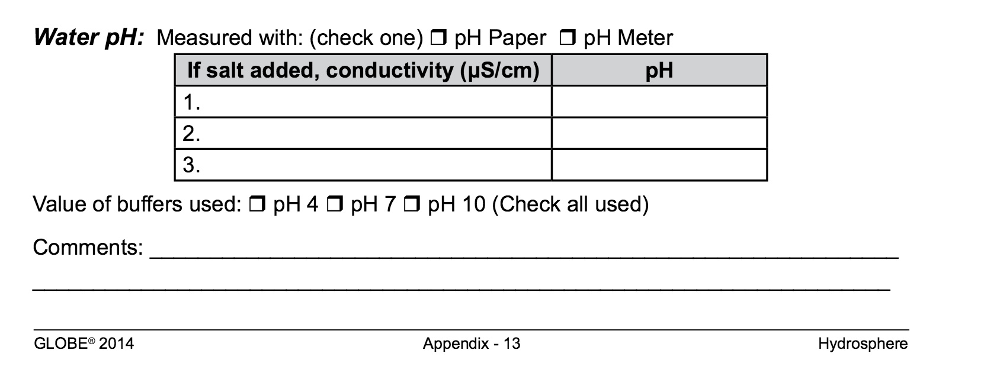 Water pH: Measured with: (check one) ❒ pH Paper ❒ pH Meter
If salt added, conductivity (µS/cm) pH
1.
2.
3.
Value of buffers used: ❒ pH 4 ❒ pH 7 ❒ pH 10 (Check all used)
Comments:
GLOBE® 2014 Appendix - 13 Hydrosphere